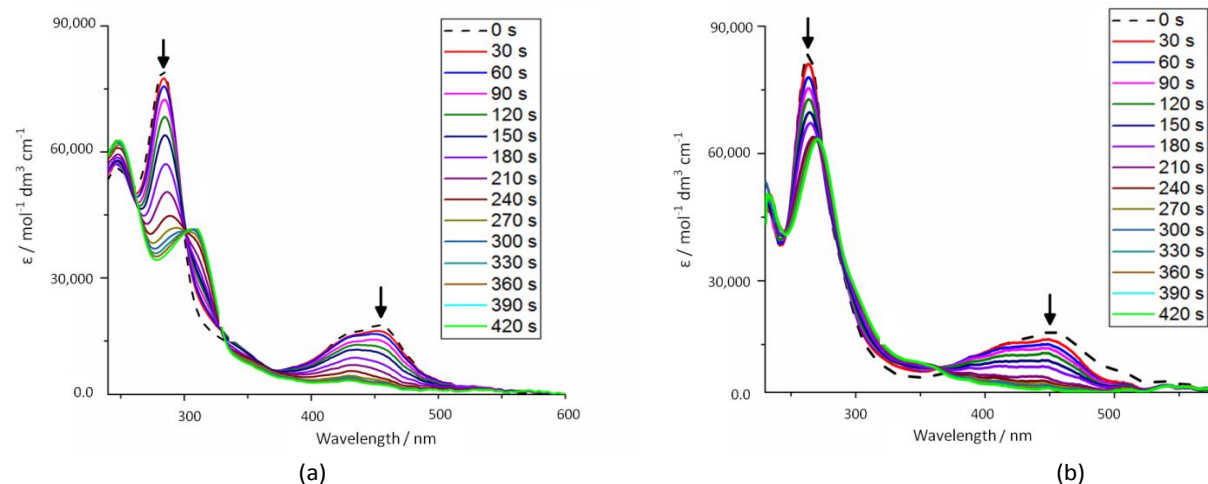 90,000
60,000
30,000
0.0
ε / mol⁻¹ dm³ cm⁻¹
300
400
500
600
Wavelength / nm
0 s
30 s
60 s
90 s
120 s
150 s
180 s
210 s
240 s
270 s
300 s
330 s
360 s
390 s
420 s
(a)
90,000
60,000
30,000
0.0
ε / mol⁻¹ dm³ cm⁻¹
300
400
500
Wavelength / nm
0 s
30 s
60 s
90 s
120 s
150 s
180 s
210 s
240 s
270 s
300 s
330 s
360 s
390 s
420 s
(b)